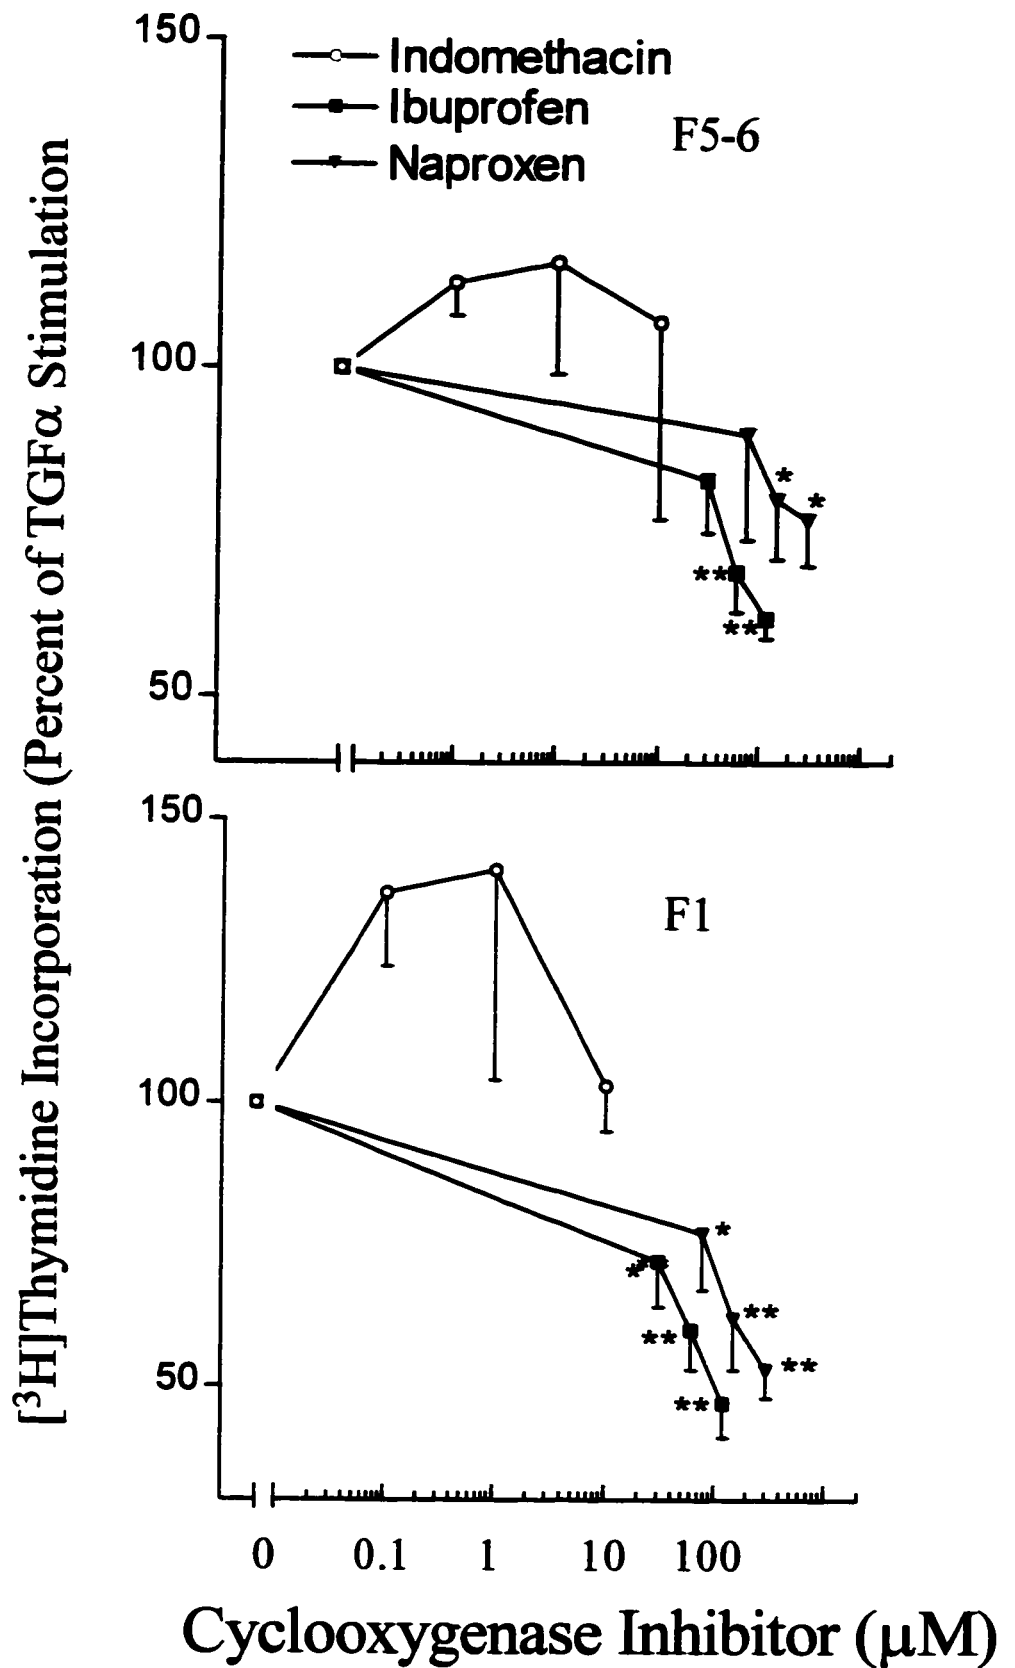 [³H]Thymidine Incorporation (Percent of TGFα Stimulation
150
Indomethacin
Ibuprofen
Naproxen
F5-6
100
*
*
**
**
50
150
F1
100
*
**
**
**
**
**
50
0 0.1 1 10 100
Cyclooxygenase Inhibitor (μM)